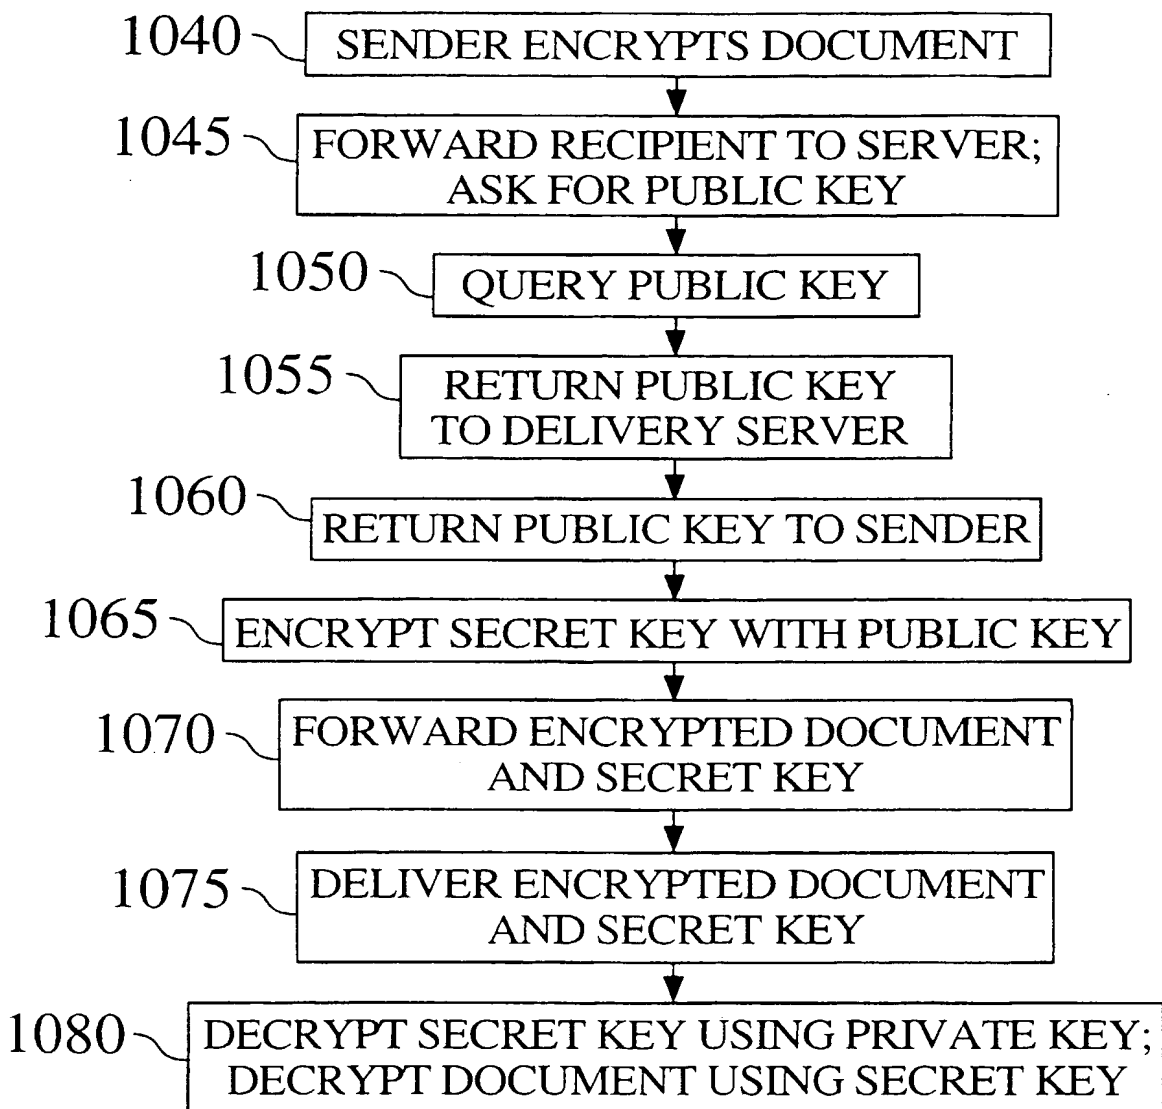 1040 SENDER ENCRYPTS DOCUMENT
1045 FORWARD RECIPIENT TO SERVER;
ASK FOR PUBLIC KEY
1050 QUERY PUBLIC KEY
1055 RETURN PUBLIC KEY
TO DELIVERY SERVER
1060 RETURN PUBLIC KEY TO SENDER
1065 ENCRYPT SECRET KEY WITH PUBLIC KEY
1070 FORWARD ENCRYPTED DOCUMENT
AND SECRET KEY
1075 DELIVER ENCRYPTED DOCUMENT
AND SECRET KEY
1080 DECRYPT SECRET KEY USING PRIVATE KEY;
DECRYPT DOCUMENT USING SECRET KEY